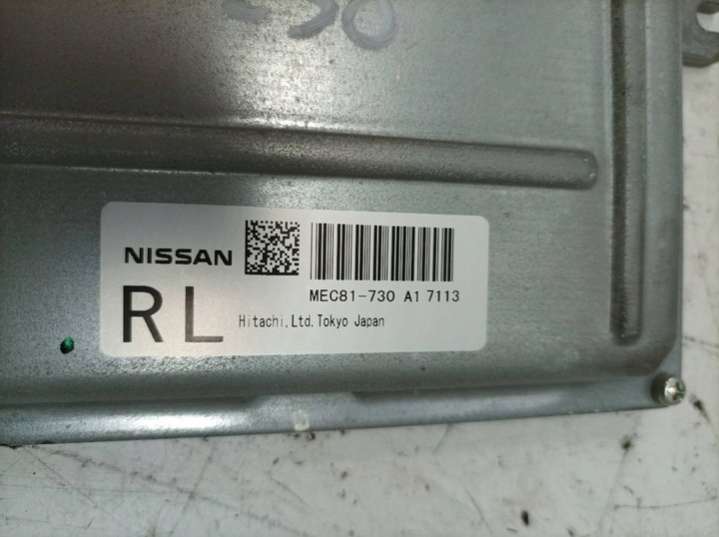 NISSAN
RL
MEC81-730 A1 7113
Hitachi,Ltd.Tokyo Japan